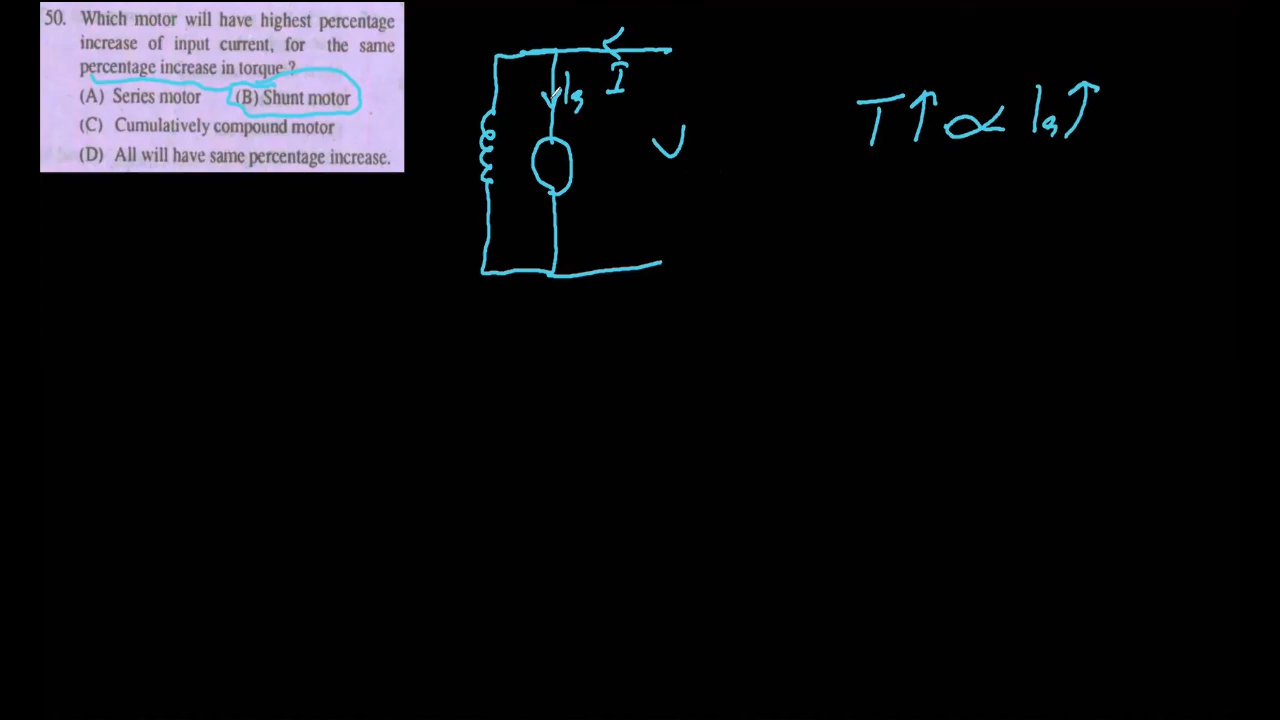 50. Which motor will have highest percentage
increase of input current, for the same
percentage increase in torque ?
(A) Series motor (B) Shunt motor
(C) Cumulatively compound motor
(D) All will have same percentage increase.
I
Ia
V
T↑ ∝ Ia↑